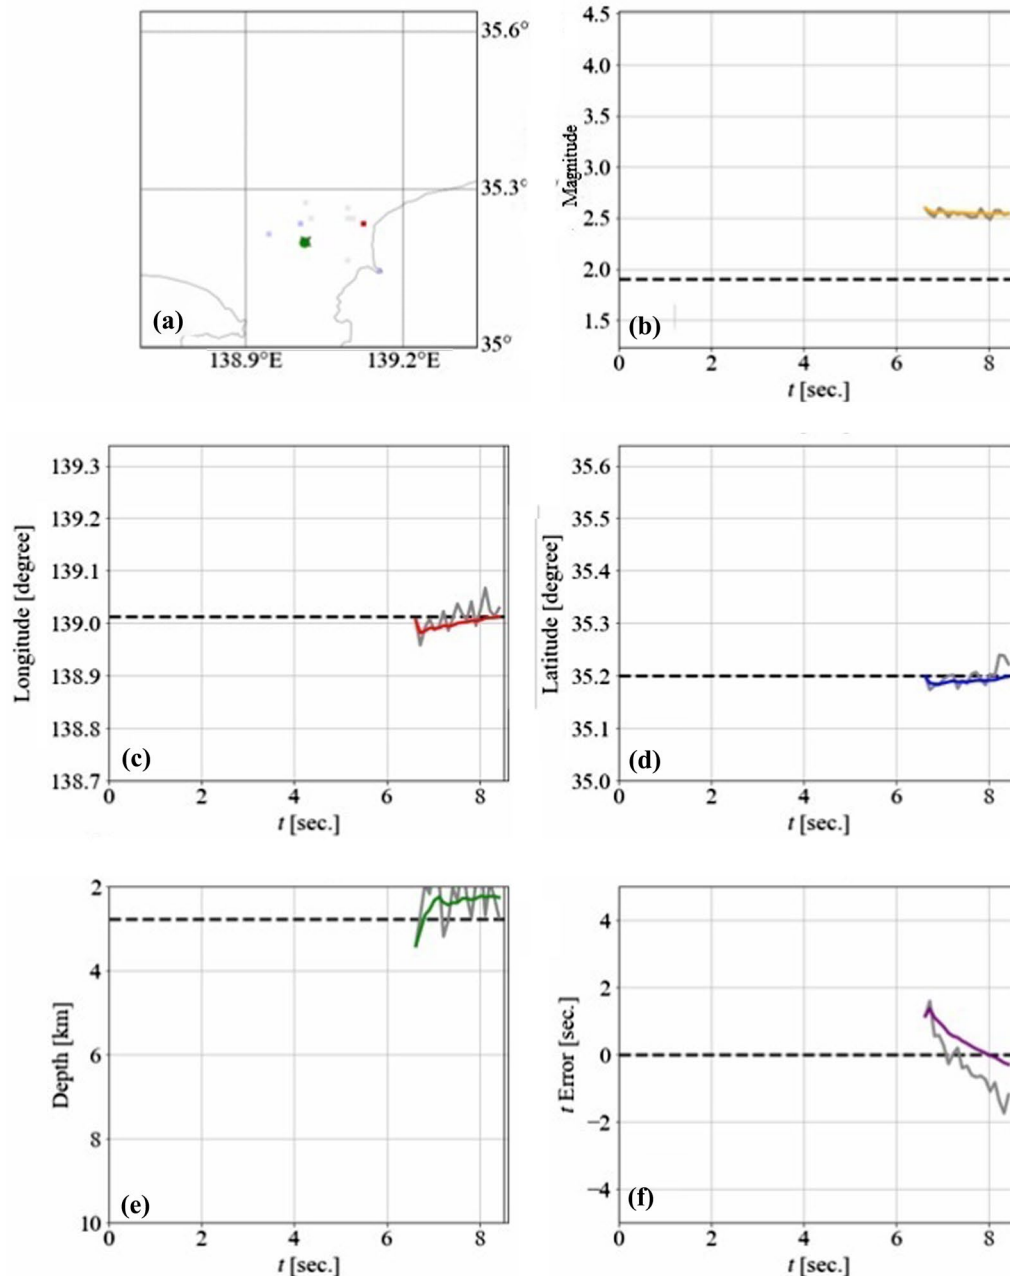 35.6°
35.3°
35°
138.9°E 139.2°E
(a)
4.5
4.0
3.5
3.0
2.5
2.0
1.5
Magnitude
(b)
0 2 4 6 8
t [sec.]
139.3
139.2
139.1
139.0
138.9
138.8
138.7
Longitude [degree]
(c)
0 2 4 6 8
t [sec.]
35.6
35.5
35.4
35.3
35.2
35.1
35.0
Latitude [degree]
(d)
0 2 4 6 8
t [sec.]
2
4
6
8
10
Depth [km]
(e)
0 2 4 6 8
t [sec.]
4
2
0
−2
−4
t Error [sec.]
(f)
0 2 4 6 8
t [sec.]